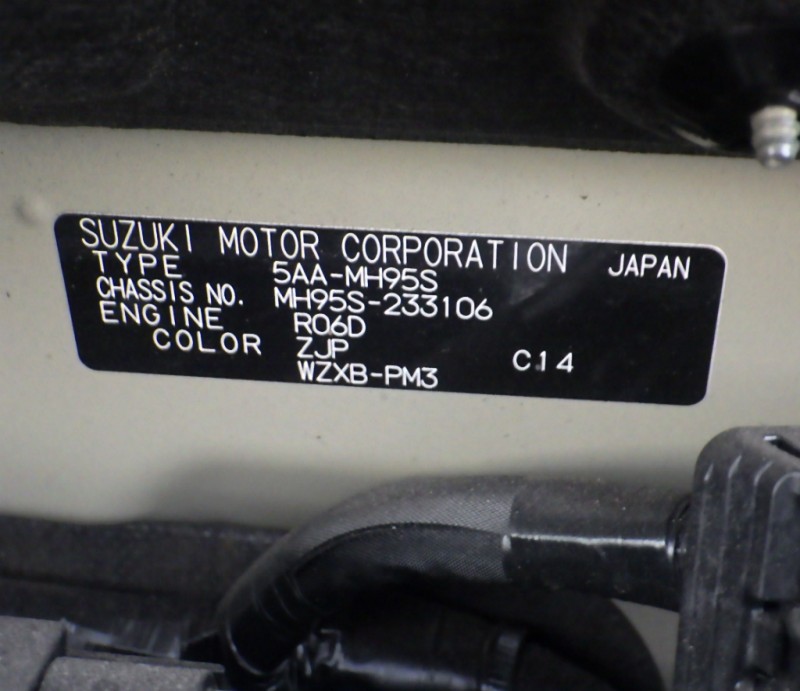 SUZUKI MOTOR CORPORATION JAPAN
TYPE 5AA-MH95S
CHASSIS NO. MH95S-233106
ENGINE R06D
COLOR ZJP C14
WZXB-PM3